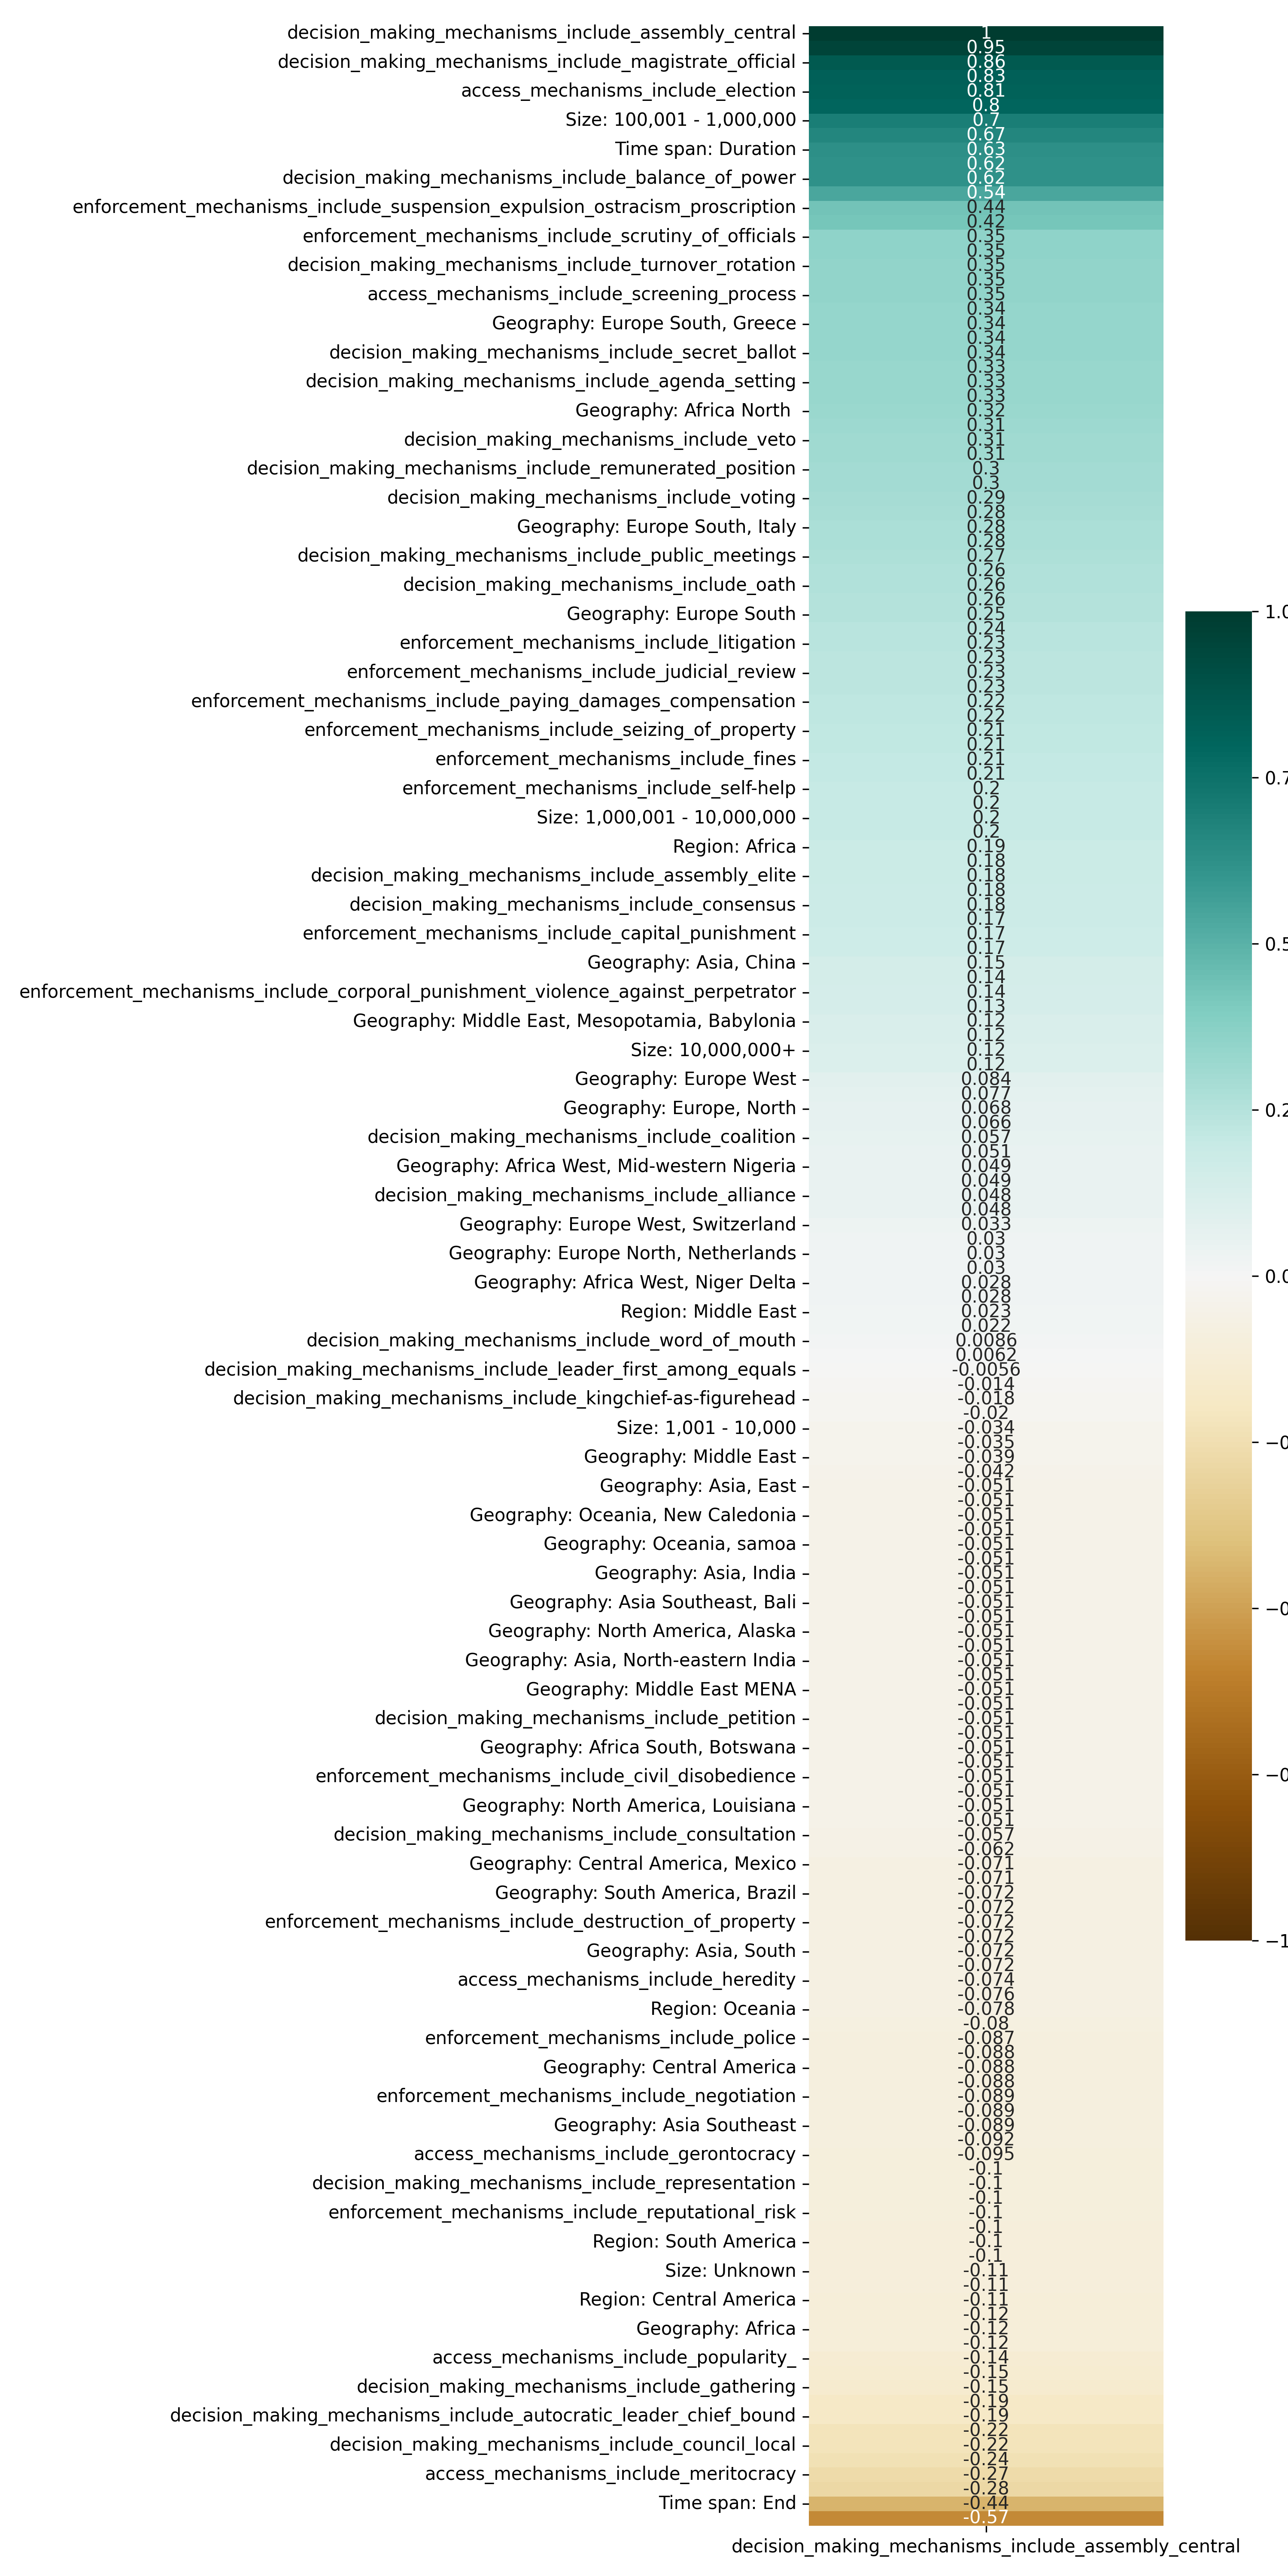 decision_making_mechanisms_include_assembly_central 1
0.95
decision_making_mechanisms_include_magistrate_official 0.86
0.83
access_mechanisms_include_election 0.81
0.8
Size: 100,001 - 1,000,000 0.7
0.67
Time span: Duration 0.63
0.62
decision_making_mechanisms_include_balance_of_power 0.62
0.54
enforcement_mechanisms_include_suspension_expulsion_ostracism_proscription 0.44
0.42
enforcement_mechanisms_include_scrutiny_of_officials 0.35
0.35
decision_making_mechanisms_include_turnover_rotation 0.35
0.35
access_mechanisms_include_screening_process 0.35
0.34
Geography: Europe South, Greece 0.34
0.34
decision_making_mechanisms_include_secret_ballot 0.34
0.33
decision_making_mechanisms_include_agenda_setting 0.33
0.33
Geography: Africa North 0.32
0.31
decision_making_mechanisms_include_veto 0.31
0.31
decision_making_mechanisms_include_remunerated_position 0.3
0.3
decision_making_mechanisms_include_voting 0.29
0.28
Geography: Europe South, Italy 0.28
0.28
decision_making_mechanisms_include_public_meetings 0.27
0.26
decision_making_mechanisms_include_oath 0.26
0.26
Geography: Europe South 0.25
0.24
enforcement_mechanisms_include_litigation 0.23
0.23
enforcement_mechanisms_include_judicial_review 0.23
0.23
enforcement_mechanisms_include_paying_damages_compensation 0.22
0.22
enforcement_mechanisms_include_seizing_of_property 0.21
0.21
enforcement_mechanisms_include_fines 0.21
0.21
enforcement_mechanisms_include_self-help 0.2
0.2
Size: 1,000,001 - 10,000,000 0.2
0.2
Region: Africa 0.19
0.18
decision_making_mechanisms_include_assembly_elite 0.18
0.18
decision_making_mechanisms_include_consensus 0.18
0.17
enforcement_mechanisms_include_capital_punishment 0.17
0.17
Geography: Asia, China 0.15
0.14
enforcement_mechanisms_include_corporal_punishment_violence_against_perpetrator 0.14
0.13
Geography: Middle East, Mesopotamia, Babylonia 0.12
0.12
Size: 10,000,000+ 0.12
0.12
Geography: Europe West 0.084
0.077
Geography: Europe, North 0.068
0.066
decision_making_mechanisms_include_coalition 0.057
0.051
Geography: Africa West, Mid-western Nigeria 0.049
0.049
decision_making_mechanisms_include_alliance 0.048
0.048
Geography: Europe West, Switzerland 0.033
0.03
Geography: Europe North, Netherlands 0.03
0.03
Geography: Africa West, Niger Delta 0.028
0.028
Region: Middle East 0.023
0.022
decision_making_mechanisms_include_word_of_mouth 0.0086
0.0062
decision_making_mechanisms_include_leader_first_among_equals -0.0056
-0.014
decision_making_mechanisms_include_kingchief-as-figurehead -0.018
-0.02
Size: 1,001 - 10,000 -0.034
-0.035
Geography: Middle East -0.039
-0.042
Geography: Asia, East -0.051
-0.051
Geography: Oceania, New Caledonia -0.051
-0.051
Geography: Oceania, samoa -0.051
-0.051
Geography: Asia, India -0.051
-0.051
Geography: Asia Southeast, Bali -0.051
-0.051
Geography: North America, Alaska -0.051
-0.051
Geography: Asia, North-eastern India -0.051
-0.051
Geography: Middle East MENA -0.051
-0.051
decision_making_mechanisms_include_petition -0.051
-0.051
Geography: Africa South, Botswana -0.051
-0.051
enforcement_mechanisms_include_civil_disobedience -0.051
-0.051
Geography: North America, Louisiana -0.051
-0.051
decision_making_mechanisms_include_consultation -0.057
-0.062
Geography: Central America, Mexico -0.071
-0.071
Geography: South America, Brazil -0.072
-0.072
enforcement_mechanisms_include_destruction_of_property -0.072
-0.072
Geography: Asia, South -0.072
-0.072
access_mechanisms_include_heredity -0.074
-0.076
Region: Oceania -0.078
-0.08
enforcement_mechanisms_include_police -0.087
-0.088
Geography: Central America -0.088
-0.088
enforcement_mechanisms_include_negotiation -0.089
-0.089
Geography: Asia Southeast -0.089
-0.092
access_mechanisms_include_gerontocracy -0.095
-0.1
decision_making_mechanisms_include_representation -0.1
-0.1
enforcement_mechanisms_include_reputational_risk -0.1
-0.1
Region: South America -0.1
-0.1
Size: Unknown -0.11
-0.11
Region: Central America -0.11
-0.12
Geography: Africa -0.12
-0.12
access_mechanisms_include_popularity_ -0.14
-0.15
decision_making_mechanisms_include_gathering -0.15
-0.19
decision_making_mechanisms_include_autocratic_leader_chief_bound -0.19
-0.22
decision_making_mechanisms_include_council_local -0.22
-0.24
access_mechanisms_include_meritocracy -0.27
-0.28
Time span: End -0.44
-0.57
decision_making_mechanisms_include_assembly_central